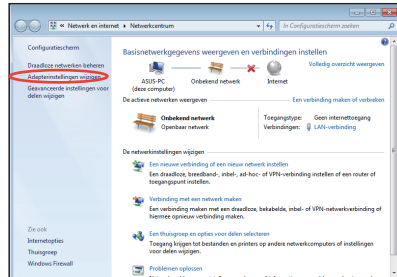 « Netwerk en internet ▸ Netwerkcentrum
In Configuratiescherm zoeken
Configuratiescherm
Draadloze netwerken beheren
Adapterinstellingen wijzigen
Geavanceerde instellingen voor
delen wijzigen
Zie ook
Internetopties
Thuisgroep
Windows Firewall
Basisnetwerkgegevens weergeven en verbindingen instellen
Volledig overzicht weergeven
ASUS-PC
(deze computer)
Onbekend netwerk
Internet
De actieve netwerken weergeven
Een verbinding maken of verbreken
Onbekend netwerk
Openbaar netwerk
Toegangstype: Geen internettoegang
Verbindingen: LAN-verbinding
De netwerkinstellingen wijzigen
Een nieuwe verbinding of een nieuw netwerk instellen
Een draadloze, breedband-, inbel-, ad-hoc- of VPN-verbinding instellen of een router of
toegangspunt instellen.
Verbinding met een netwerk maken
Een verbinding maken met een draadloze, bekabelde, inbel- of VPN-netwerkverbinding of
hiermee opnieuw verbinding maken.
Een thuisgroep en opties voor delen selecteren
Toegang krijgen tot bestanden en printers op andere netwerkcomputers of instellingen
voor delen wijzigen.
Problemen oplossen